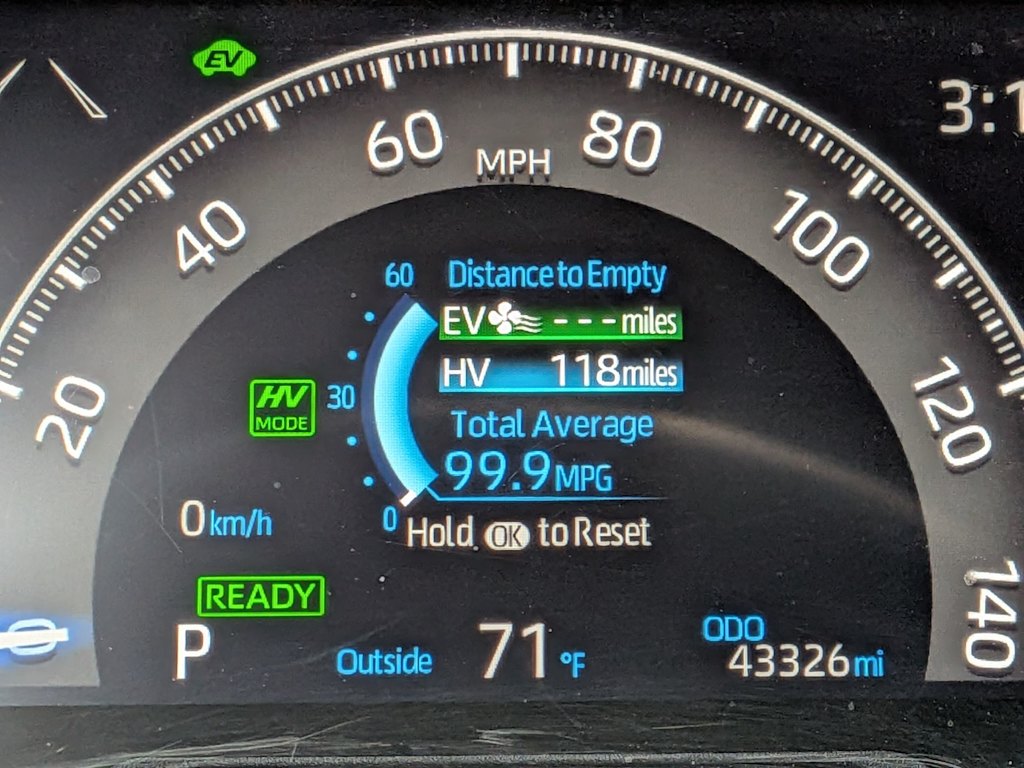 EV
3:1
60
MPH
80
40
100
20
120
140
0
60
Distance to Empty
EV --- miles
HV 118 miles
HV
MODE
30
Total Average
99.9 MPG
0
Hold OK to Reset
0 km/h
READY
P
Outside 71 °F
ODO
43326 mi